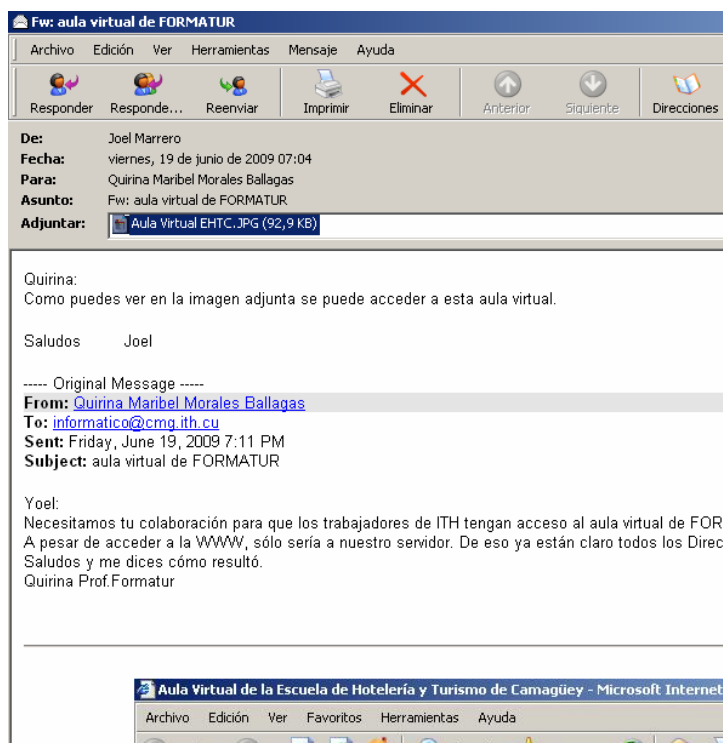 Fw: aula virtual de FORMATUR
Archivo Edición Ver Herramientas Mensaje Ayuda
Responder Responde... Reenviar Imprimir Eliminar Anterior Siguiente Direcciones
De: Joel Marrero
Fecha: viernes, 19 de junio de 2009 07:04
Para: Quirina Maribel Morales Ballagas
Asunto: Fw: aula virtual de FORMATUR
Adjuntar: Aula Virtual EHTC.JPG (92,9 KB)
Quirina:
Como puedes ver en la imagen adjunta se puede acceder a esta aula virtual.
Saludos Joel
----- Original Message -----
From: Quirina Maribel Morales Ballagas
To: informatico@cmg.ith.cu
Sent: Friday, June 19, 2009 7:11 PM
Subject: aula virtual de FORMATUR
Yoel:
Necesitamos tu colaboración para que los trabajadores de ITH tengan acceso al aula virtual de FOR
A pesar de acceder a la WWW, sólo sería a nuestro servidor. De eso ya están claro todos los Direc
Saludos y me dices cómo resultó.
Quirina Prof.Formatur
Aula Virtual de la Escuela de Hotelería y Turismo de Camagüey - Microsoft Internet
Archivo Edición Ver Favoritos Herramientas Ayuda